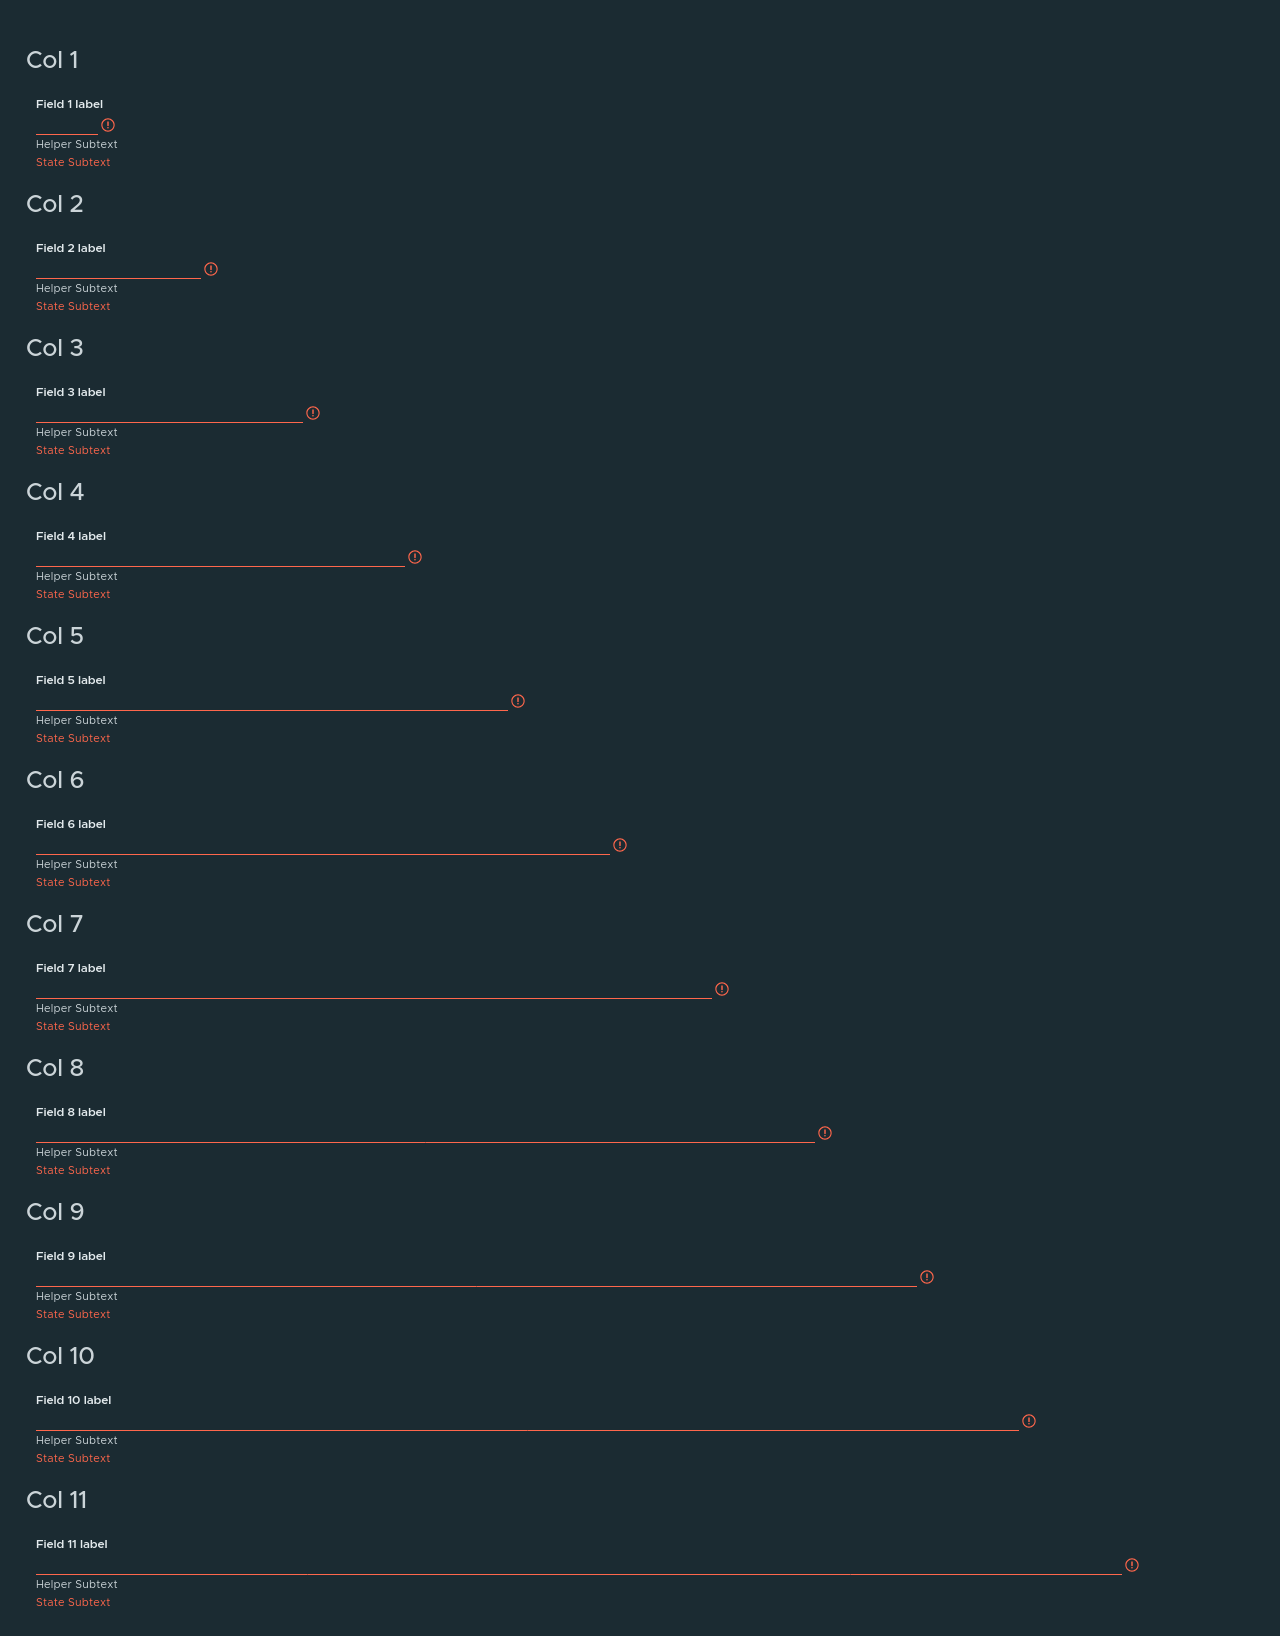 Col 1
Field 1 label
Helper Subtext
State Subtext
Col 2
Field 2 label
Helper Subtext
State Subtext
Col 3
Field 3 label
Helper Subtext
State Subtext
Col 4
Field 4 label
Helper Subtext
State Subtext
Col 5
Field 5 label
Helper Subtext
State Subtext
Col 6
Field 6 label
Helper Subtext
State Subtext
Col 7
Field 7 label
Helper Subtext
State Subtext
Col 8
Field 8 label
Helper Subtext
State Subtext
Col 9
Field 9 label
Helper Subtext
State Subtext
Col 10
Field 10 label
Helper Subtext
State Subtext
Col 11
Field 11 label
Helper Subtext
State Subtext